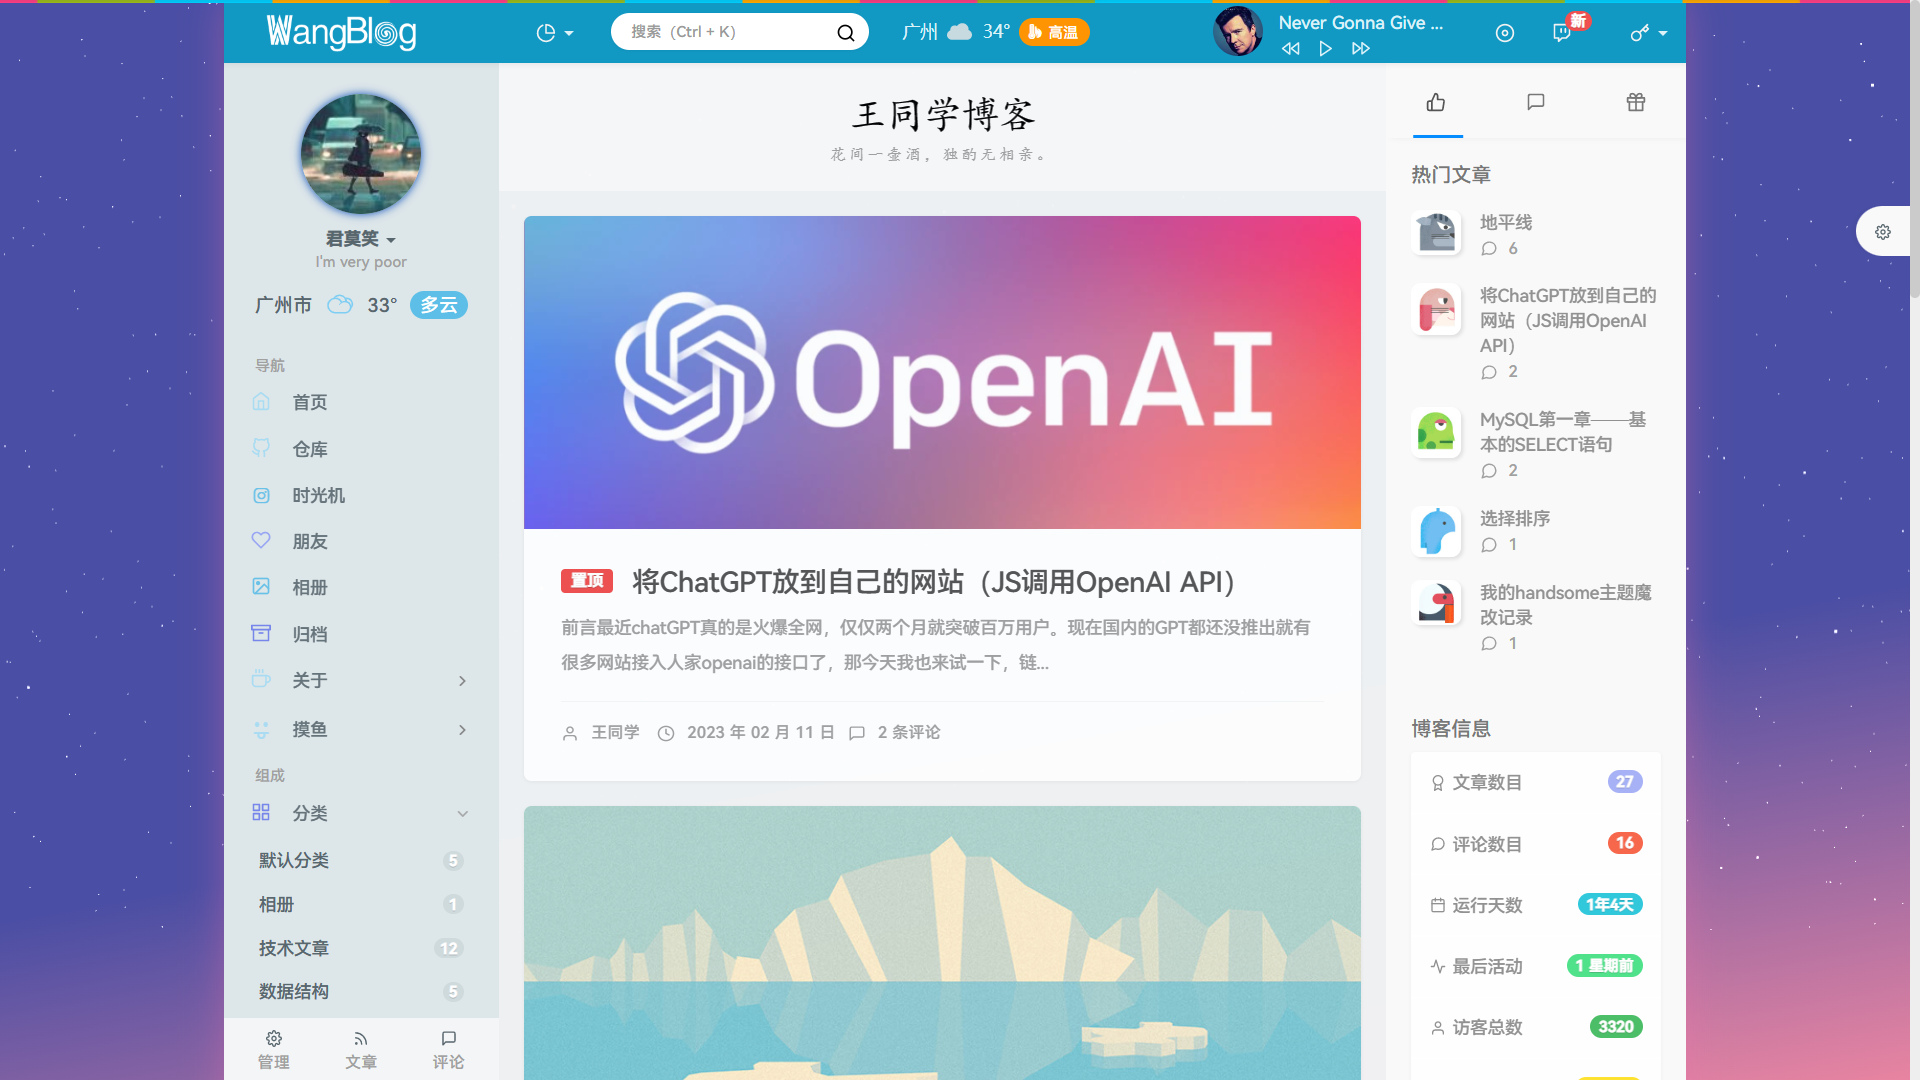 WangBlog
搜索（Ctrl + K）
广州 34° 高温
Never Gonna Give ...
新
君莫笑
I'm very poor
广州市 33° 多云
导航
首页
仓库
时光机
朋友
相册
归档
关于
摸鱼
组成
分类
默认分类 5
相册 1
技术文章 12
数据结构 5
管理 文章 评论
王同学博客
花间一壶酒，独酌无相亲。
OpenAI
置顶 将ChatGPT放到自己的网站（JS调用OpenAI API）
前言最近chatGPT真的是火爆全网，仅仅两个月就突破百万用户。现在国内的GPT都还没推出就有
很多网站接入人家openai的接口了，那今天我也来试一下，链...
王同学 2023 年 02 月 11 日 2 条评论
热门文章
地平线
6
将ChatGPT放到自己的
网站（JS调用OpenAI
API）
2
MySQL第一章——基
本的SELECT语句
2
选择排序
1
我的handsome主题魔
改记录
1
博客信息
文章数目 27
评论数目 16
运行天数 1年4天
最后活动 1 星期前
访客总数 3320